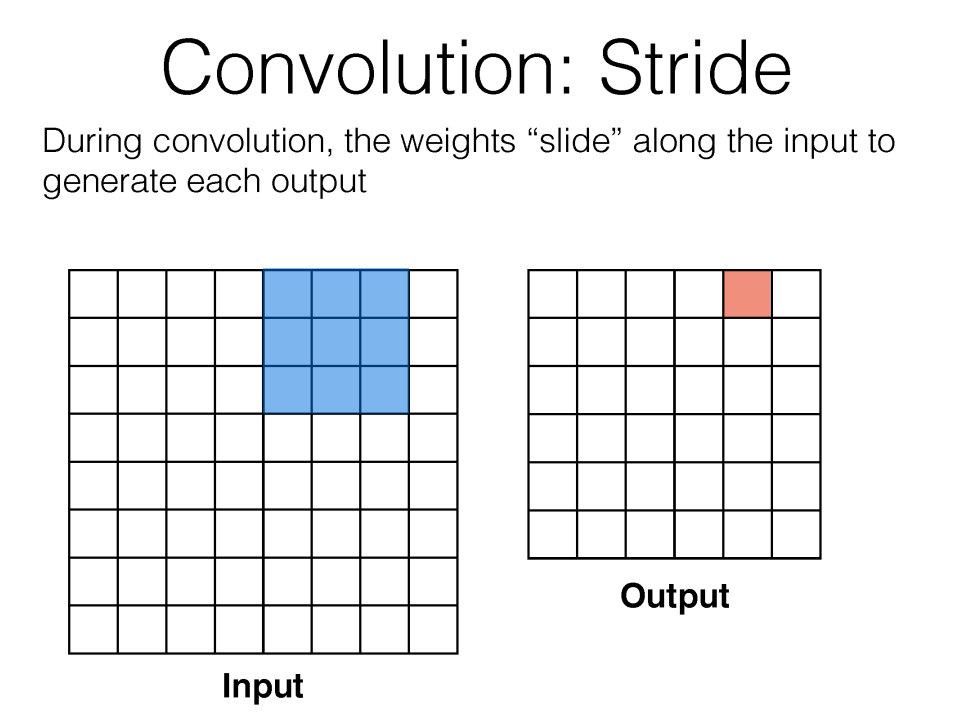 Convolution: Stride
During convolution, the weights “slide” along the input to
generate each output
Output
Input